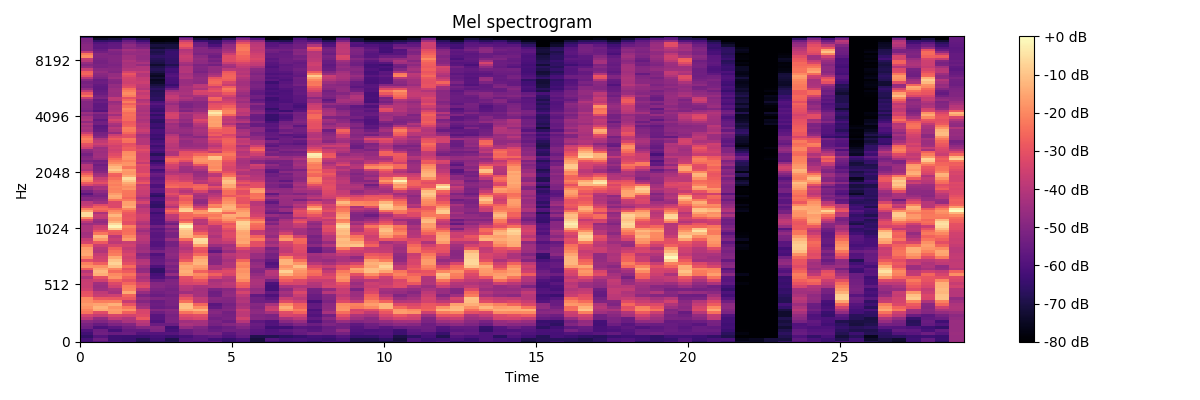 Mel spectrogram
Hz
8192
4096
2048
1024
512
0
0 5 10 15 20 25
Time
+0 dB
-10 dB
-20 dB
-30 dB
-40 dB
-50 dB
-60 dB
-70 dB
-80 dB